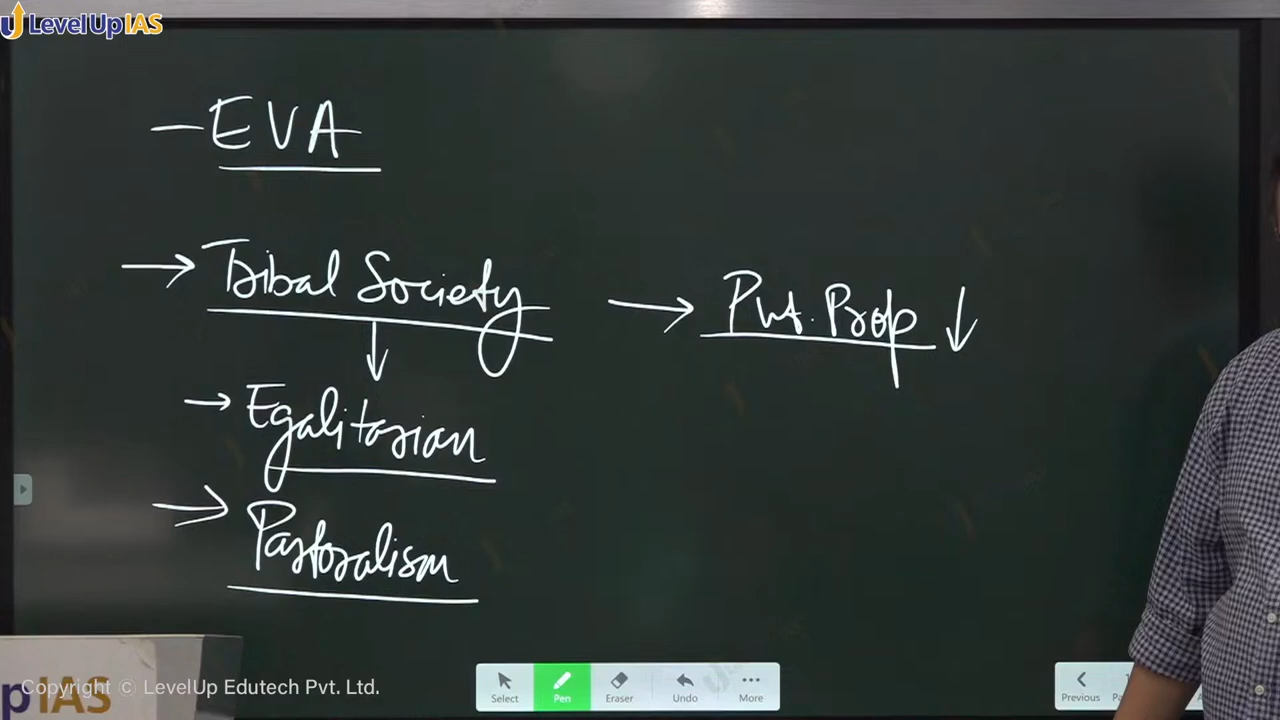 LevelUp IAS
– EVA
→ Tribal Society → Pvt. Prop ↓
↓
→ Egalitarian
→ Pastoralism
pIAS
Copyright © LevelUp Edutech Pvt. Ltd.
Select Pen Eraser Undo More
Previous